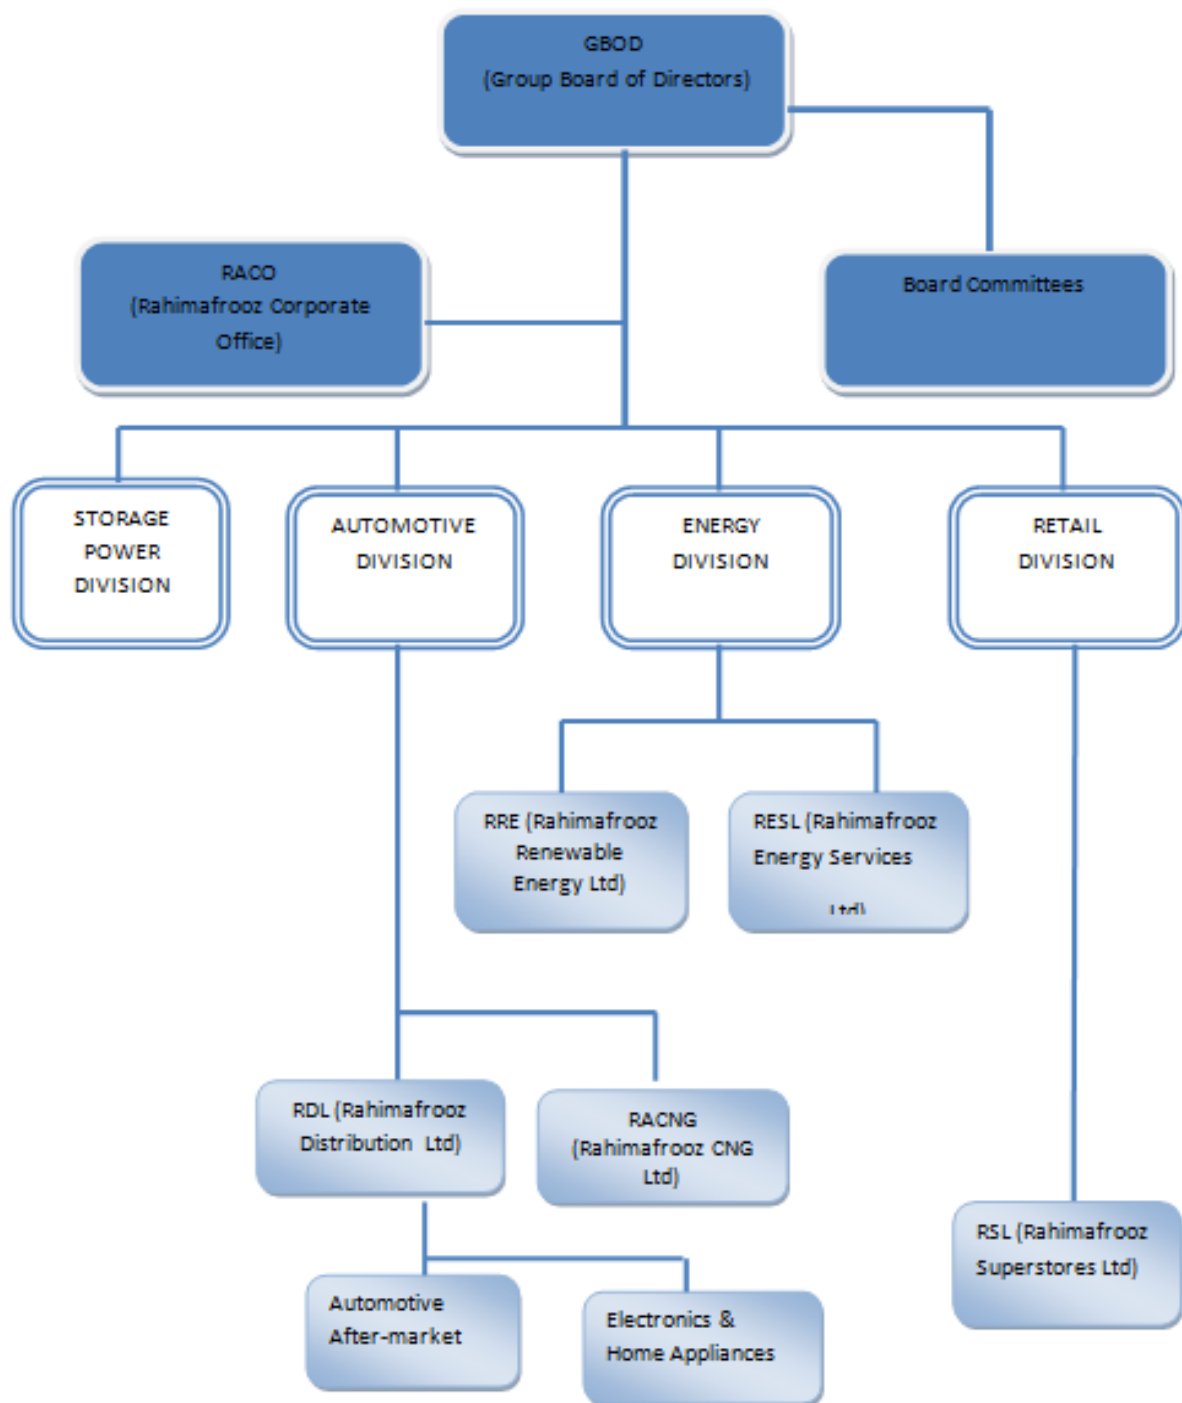 GBOD
(Group Board of Directors)
RACO
(Rahimafrooz Corporate
Office)
Board Committees
STORAGE
POWER
DIVISION
AUTOMOTIVE
DIVISION
ENERGY
DIVISION
RETAIL
DIVISION
RRE (Rahimafrooz
Renewable
Energy Ltd)
RESL (Rahimafrooz
Energy Services
Ltd)
RDL (Rahimafrooz
Distribution Ltd)
RACNG
(Rahimafrooz CNG
Ltd)
RSL (Rahimafrooz
Superstores Ltd)
Automotive
After-market
Electronics &
Home Appliances